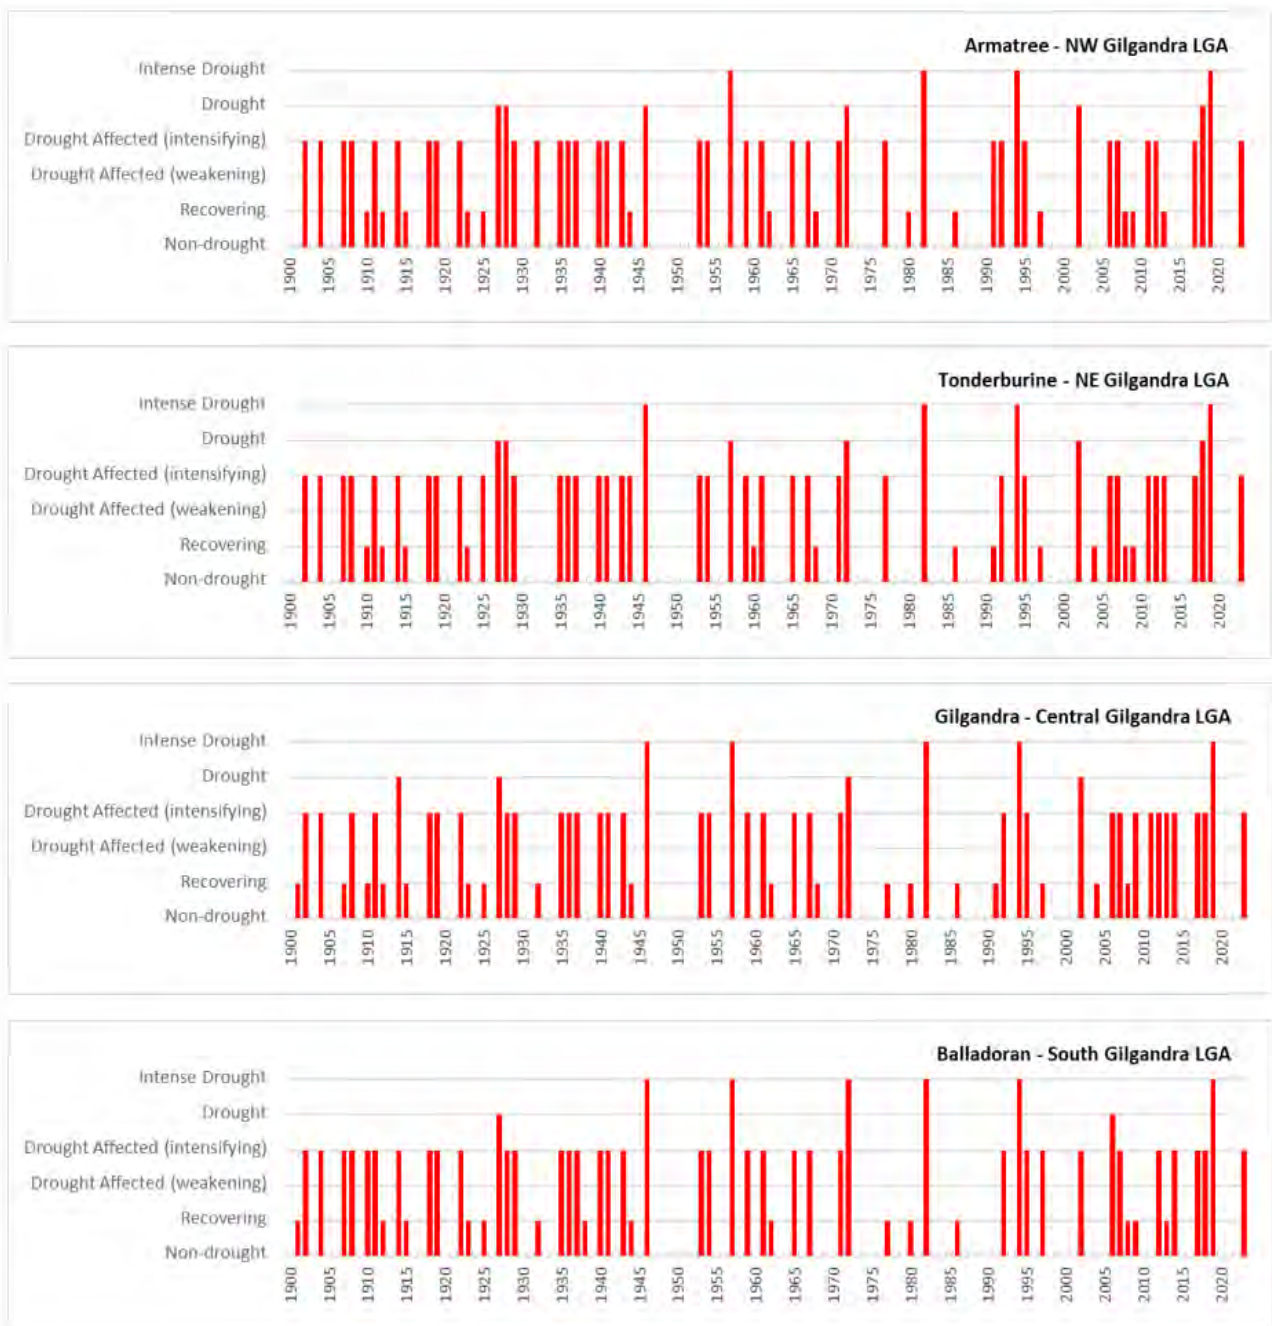 Armatree - NW Gilgandra LGA
Intense Drought
Drought
Drought Affected (intensifying)
Drought Affected (weakening)
Recovering
Non-drought
1900 1905 1910 1915 1920 1925 1930 1935 1940 1945 1950 1955 1960 1965 1970 1975 1980 1985 1990 1995 2000 2005 2010 2015 2020
Tonderburine - NE Gilgandra LGA
Intense Drought
Drought
Drought Affected (intensifying)
Drought Affected (weakening)
Recovering
Non-drought
1900 1905 1910 1915 1920 1925 1930 1935 1940 1945 1950 1955 1960 1965 1970 1975 1980 1985 1990 1995 2000 2005 2010 2015 2020
Gilgandra - Central Gilgandra LGA
Intense Drought
Drought
Drought Affected (intensifying)
Drought Affected (weakening)
Recovering
Non-drought
1900 1905 1910 1915 1920 1925 1930 1935 1940 1945 1950 1955 1960 1965 1970 1975 1980 1985 1990 1995 2000 2005 2010 2015 2020
Balladoran - South Gilgandra LGA
Intense Drought
Drought
Drought Affected (intensifying)
Drought Affected (weakening)
Recovering
Non-drought
1900 1905 1910 1915 1920 1925 1930 1935 1940 1945 1950 1955 1960 1965 1970 1975 1980 1985 1990 1995 2000 2005 2010 2015 2020